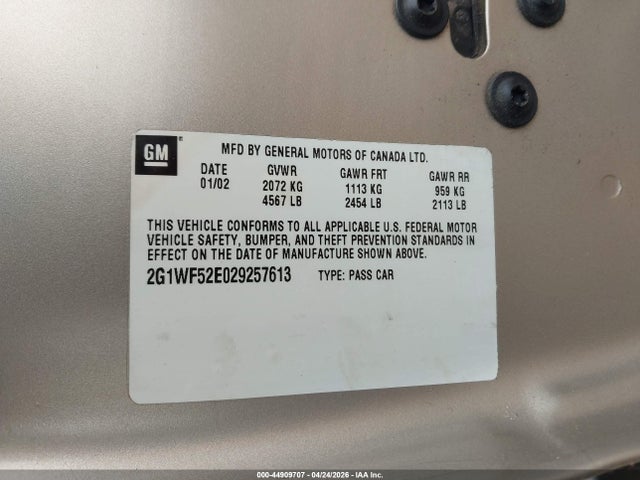 GM
MFD BY GENERAL MOTORS OF CANADA LTD.
DATE GVWR GAWR FRT GAWR RR
01/02 2072 KG 1113 KG 959 KG
4567 LB 2454 LB 2113 LB
THIS VEHICLE CONFORMS TO ALL APPLICABLE U.S. FEDERAL MOTOR
VEHICLE SAFETY, BUMPER, AND THEFT PREVENTION STANDARDS IN
EFFECT ON THE DATE OF MANUFACTURE SHOWN ABOVE.
2G1WF52E029257613 TYPE: PASS CAR
000-44909707 - 04/24/2026 - IAA Inc.